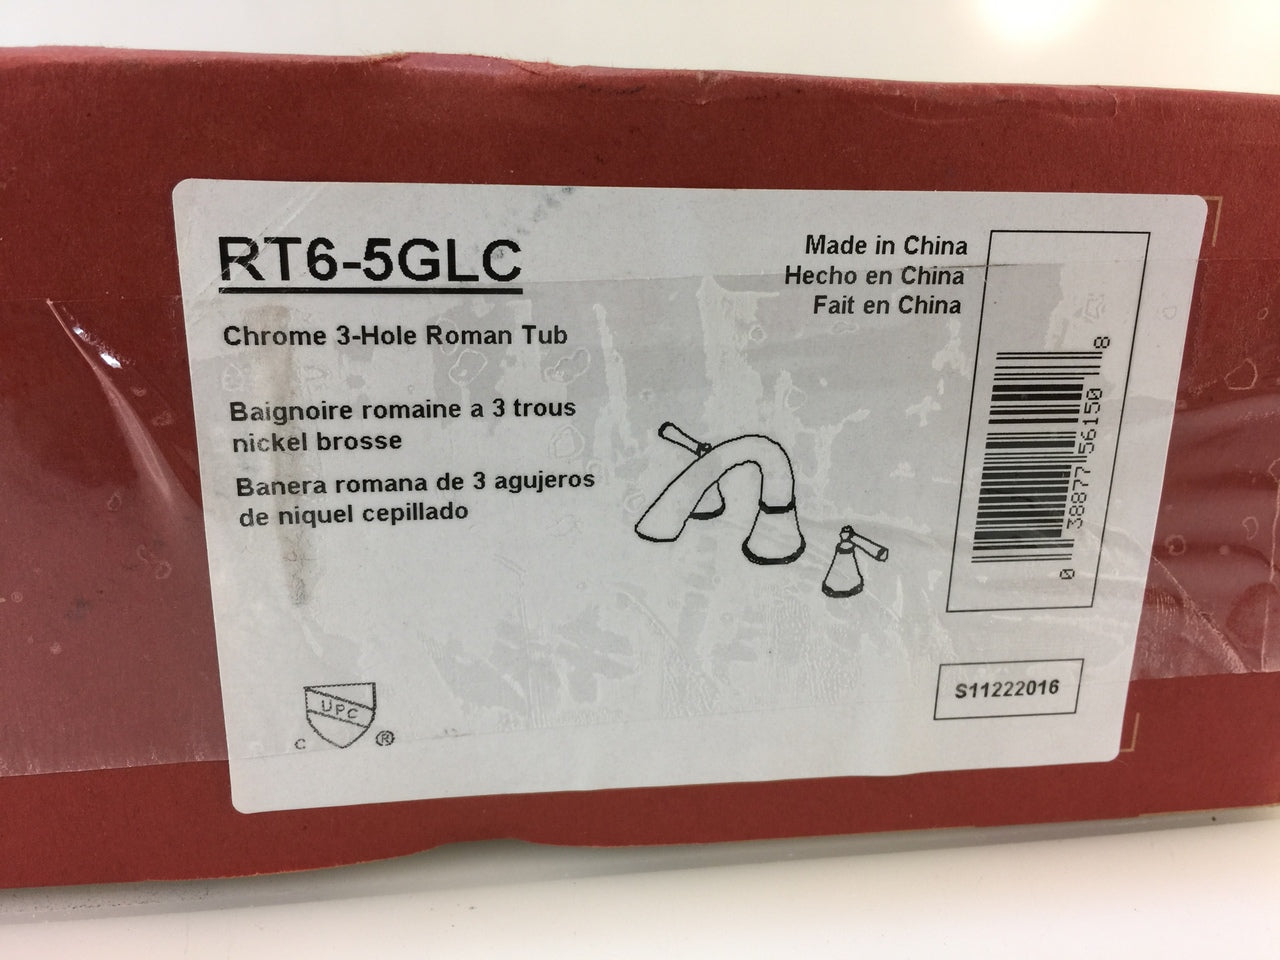 RT6-5GLC
Chrome 3-Hole Roman Tub
Baignoire romaine a 3 trous
nickel brosse
Banera romana de 3 agujeros
de niquel cepillado
Made in China
Hecho en China
Fait en China
0 38877 56150 8
UPC
C ®
S11222016